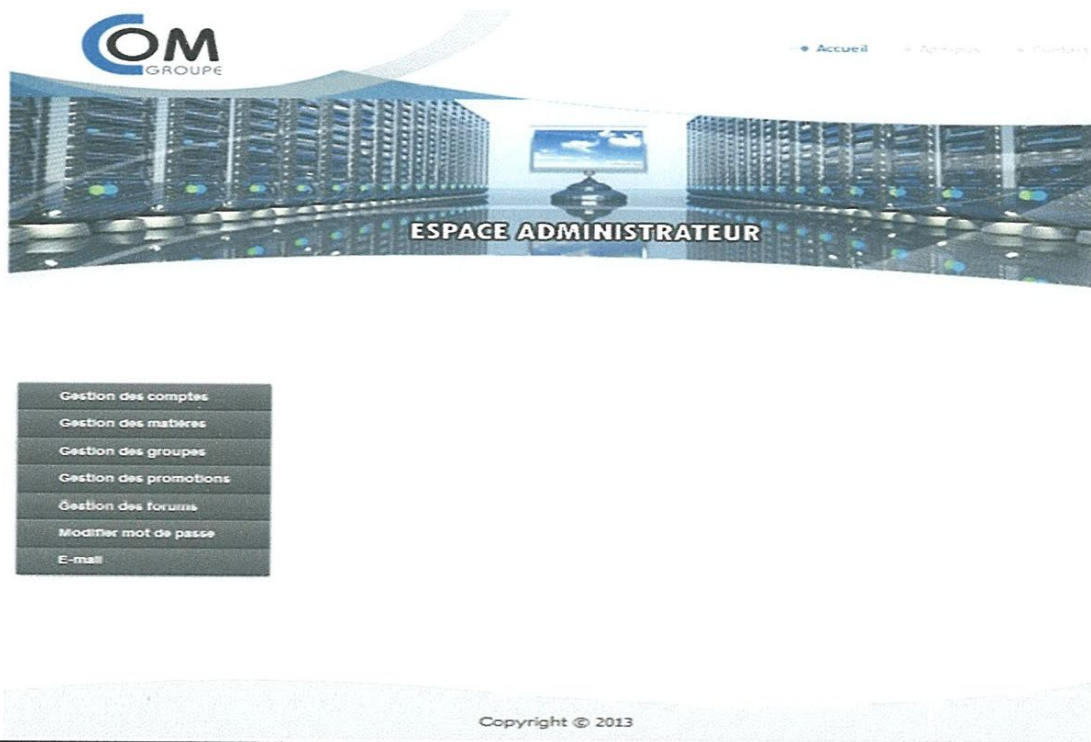 COM
GROUPE
Accueil
ESPACE ADMINISTRATEUR
Gestion des comptes
Gestion des matières
Gestion des groupes
Gestion des promotions
Gestion des forums
Modifier mot de passe
E-mail
Copyright © 2013